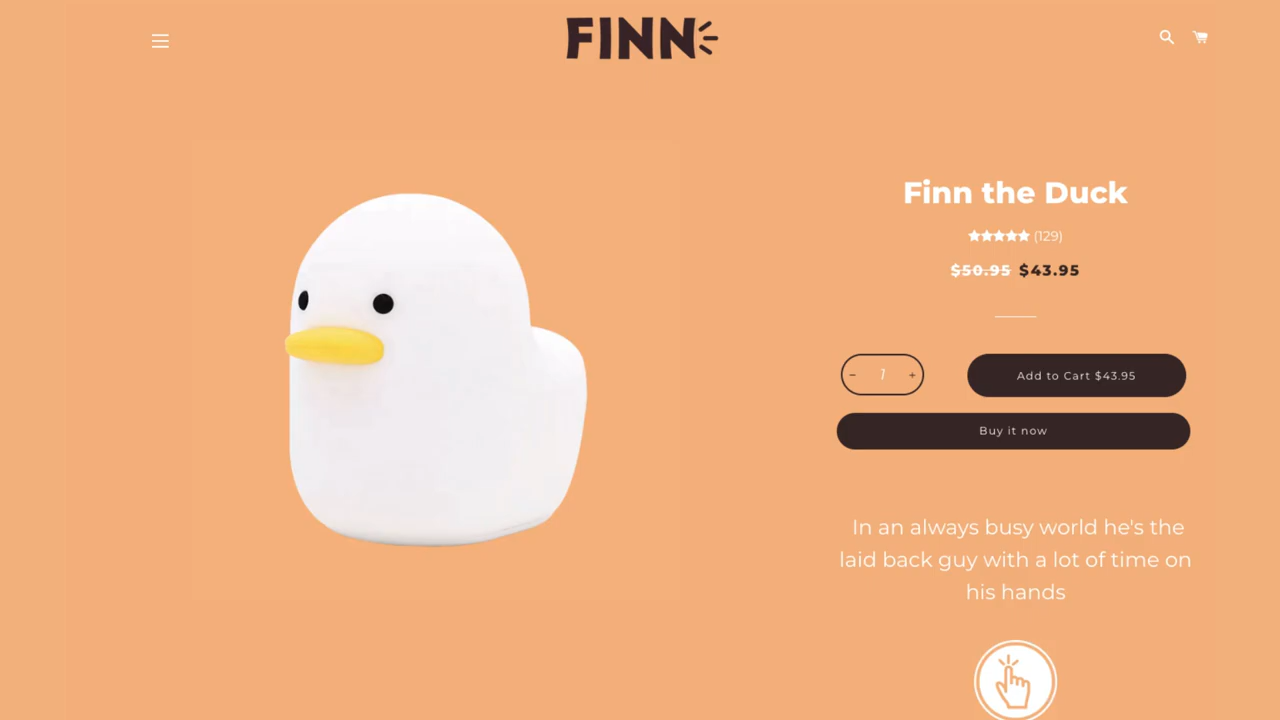 FINN
Finn the Duck
(129)
$50.95 $43.95
− 1 +
Add to Cart $43.95
Buy it now
In an always busy world he's the
laid back guy with a lot of time on
his hands